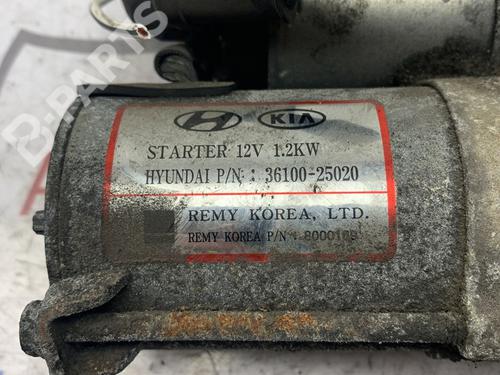 B-PARTS
KIA
STARTER 12V 1.2KW
HYUNDAI P/N : 36100-25020
REMY KOREA, LTD.
REMY KOREA P/N :